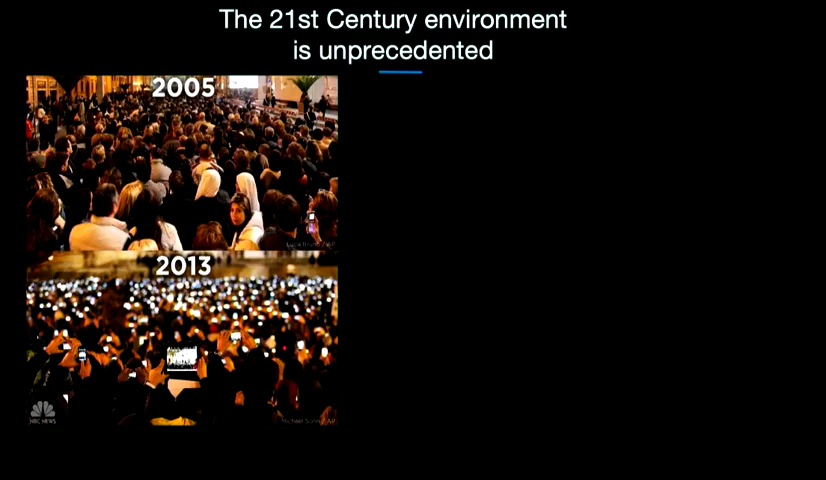 The 21st Century environment
is unprecedented
2005
2013
NBC NEWS